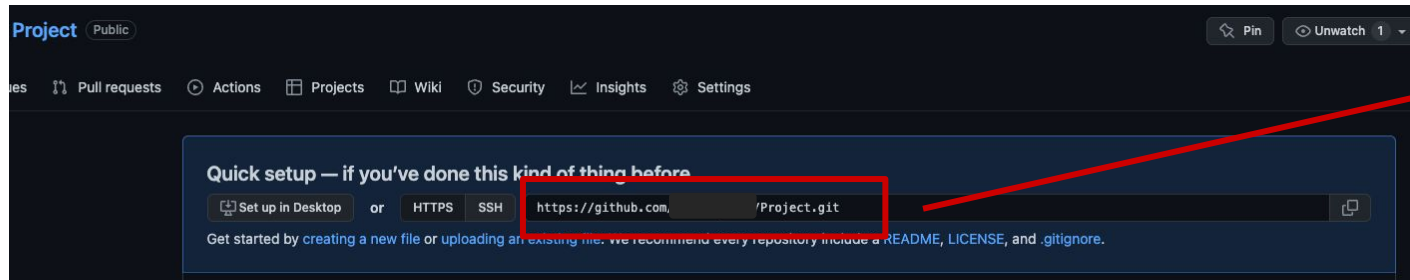 Project Public
Pin
Unwatch 1
ues Pull requests Actions Projects Wiki Security Insights Settings
Quick setup — if you've done this kind of thing before
Set up in Desktop or HTTPS SSH https://github.com/ /Project.git
Get started by creating a new file or uploading an existing file. We recommend every repository include a README, LICENSE, and .gitignore.